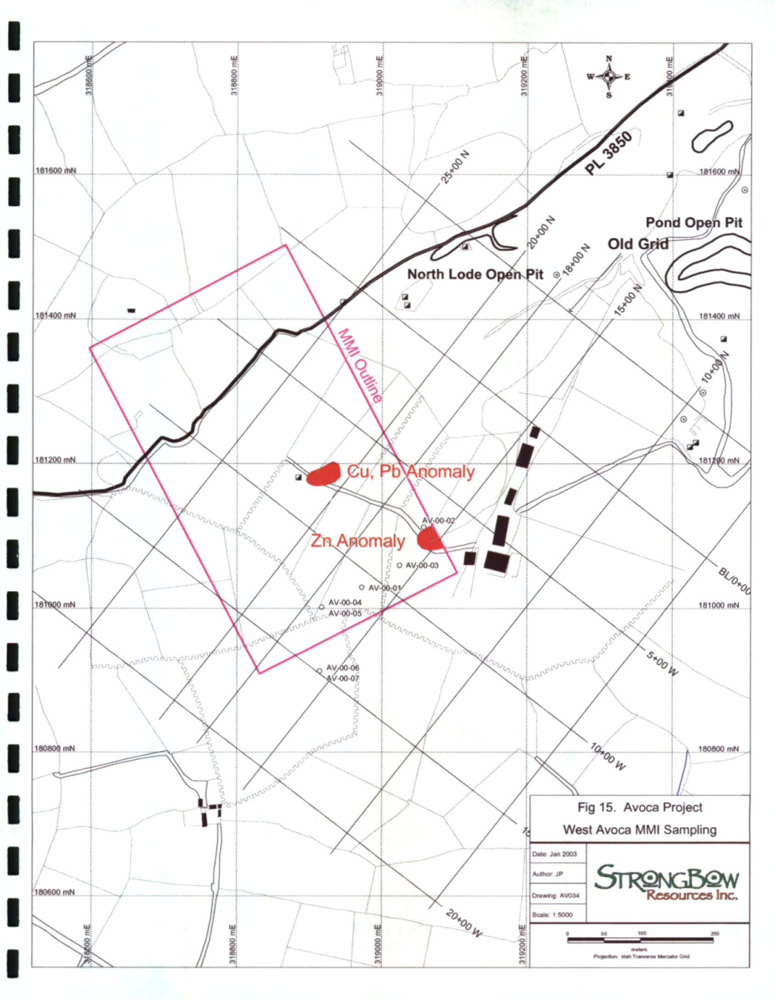 318600 mE
318800 mE
319000 mE
319200 mE
N
W E
S
PL 3850
25+00 N
181600 mN
181600 mN
Pond Open Pit
Old Grid
20+00 N
18+00 N
North Lode Open Pit
15+00 N
181400 mN
181400 mN
MMI Outline
10+00 N
181200 mN
181200 mN
Cu, Pb Anomaly
AV-00-02
Zn Anomaly
AV-00-03
BL/0+00
AV-00-01
AV-00-04
AV-00-05
181000 mN
181000 mN
5+00 W
AV-00-06
AV-00-07
180800 mN
180800 mN
10+00 W
Fig 15. Avoca Project
West Avoca MMI Sampling
Date: Jan 2003
Author: JP
Drawing: AV034
Scale: 1:5000
STRONGBOW
Resources Inc.
180600 mN
20+00 W
0 50 100 200
meters
Projection: Irish Tranverse Mercator Grid
318600 mE
318800 mE
319000 mE
319200 mE